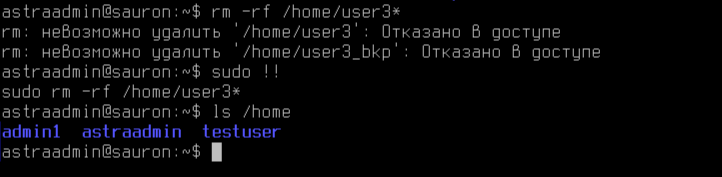 astraadmin@sauron:~$ rm -rf /home/user3*
rm: невозможно удалить '/home/user3': Отказано в доступе
rm: невозможно удалить '/home/user3_bkp': Отказано в доступе
astraadmin@sauron:~$ sudo !!
sudo rm -rf /home/user3*
astraadmin@sauron:~$ ls /home
admin1  astraadmin  testuser
astraadmin@sauron:~$